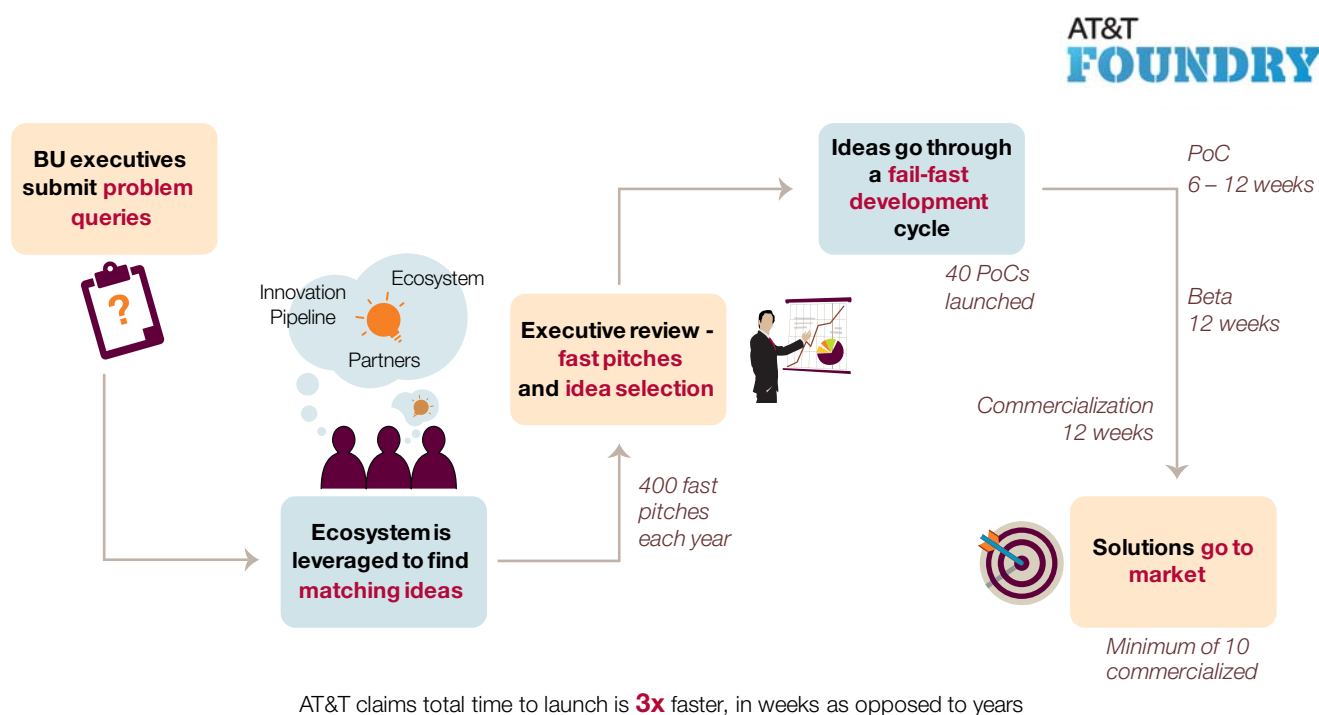 AT&T
FOUNDRY
BU executives
submit problem
queries
?
Innovation
Pipeline
Ecosystem
Partners
Ecosystem is
leveraged to find
matching ideas
400 fast
pitches
each year
Executive review -
fast pitches
and idea selection
Ideas go through
a fail-fast
development
cycle
40 PoCs
launched
PoC
6 – 12 weeks
Beta
12 weeks
Commercialization
12 weeks
Solutions go to
market
Minimum of 10
commercialized
AT&T claims total time to launch is 3x faster, in weeks as opposed to years